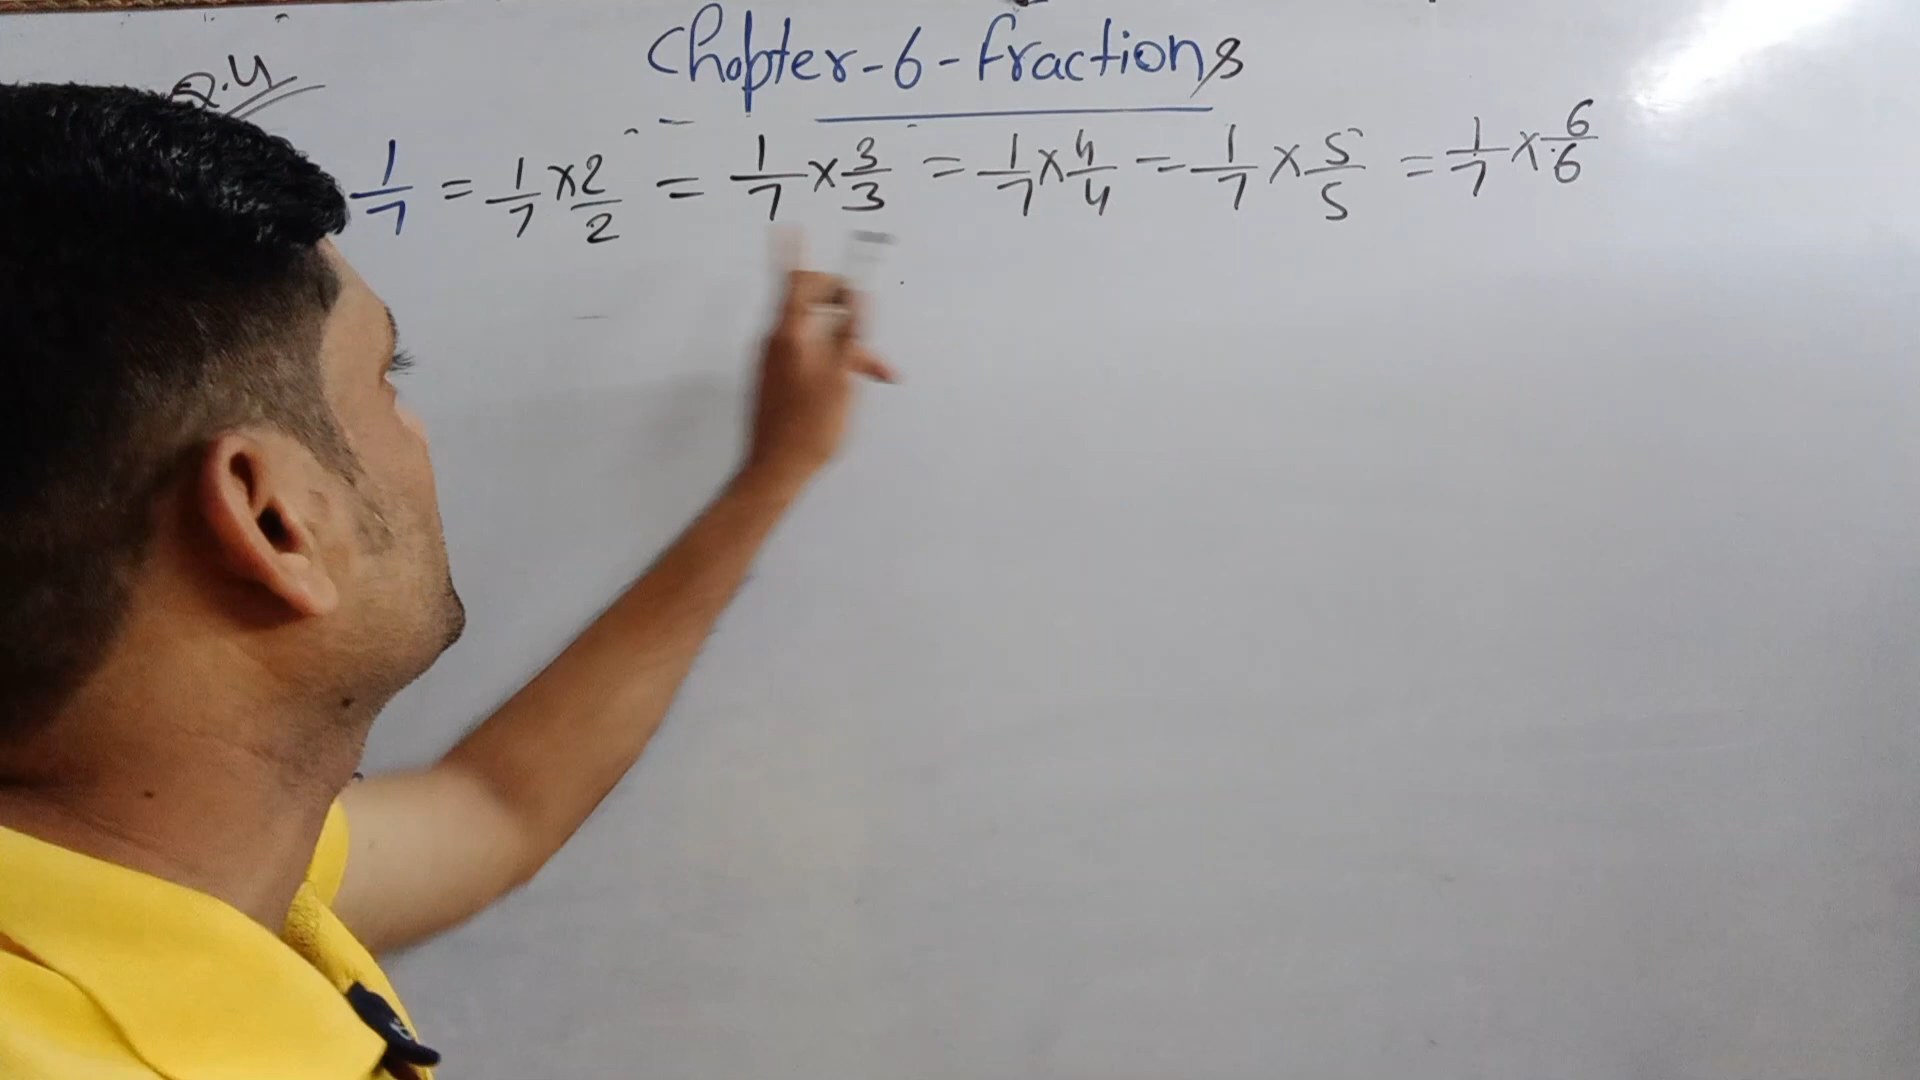 Chapter-6-fractions
Q.4
1/7 = 1/7 × 2/2 = 1/7 × 3/3 = 1/7 × 4/4 = 1/7 × 5/5 = 1/7 × 6/6